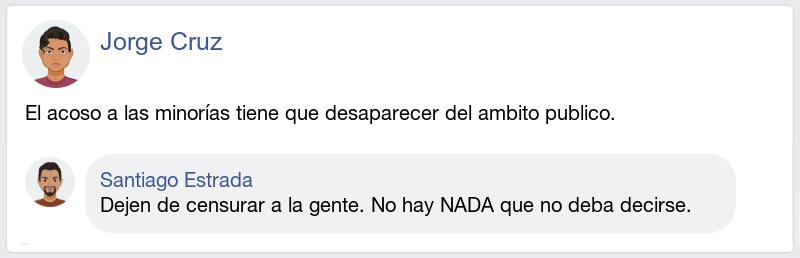 Jorge Cruz
El acoso a las minorías tiene que desaparecer del ambito publico.
Santiago Estrada
Dejen de censurar a la gente. No hay NADA que no deba decirse.